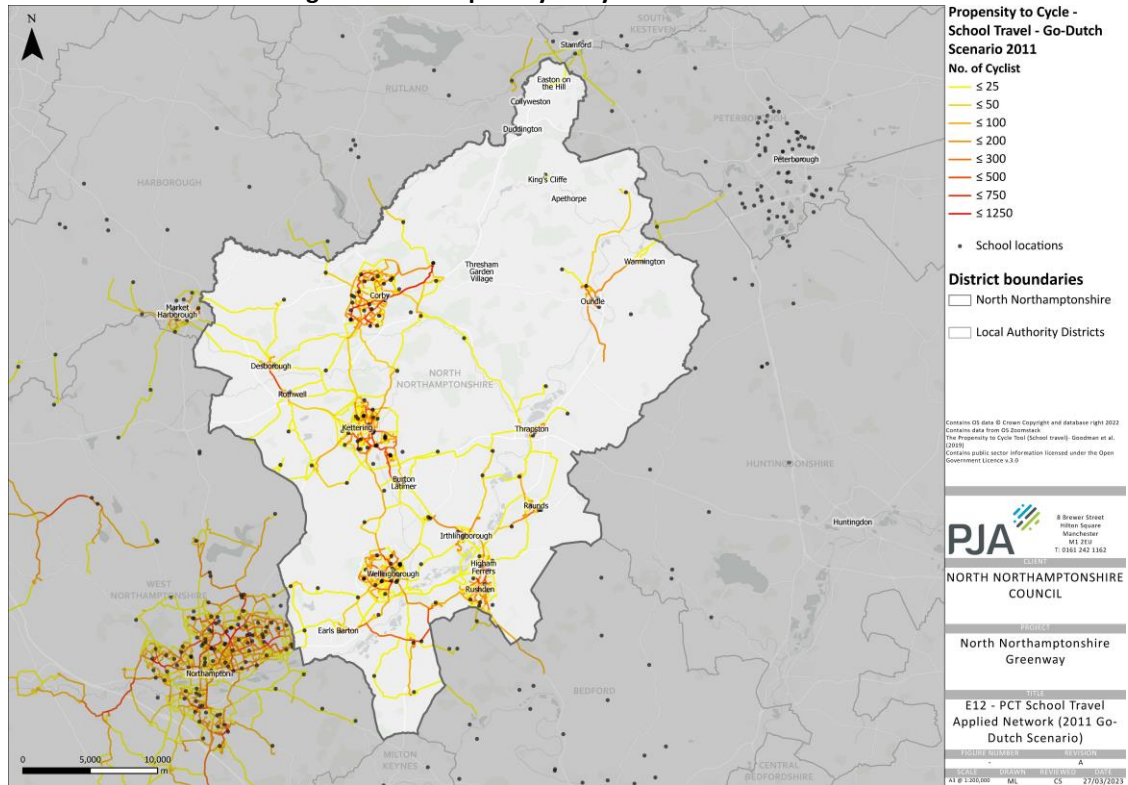 N
SOUTH
KESTEVEN
Stamford
RUTLAND
Easton on
the Hill
Collyweston
Duddington
PETERBOROUGH
Peterborough
HARBOROUGH
King's Cliffe
Apethorpe
Warmington
Thresham
Garden
Village
Oundle
Corby
Market
Harborough
Desborough
NORTH
NORTHAMPTONSHIRE
Rothwell
Kettering
Thrapston
HUNTINGDONSHIRE
Burton
Latimer
Raunds
Huntingdon
Irthlingborough
Higham
Ferrers
Wellingborough
Rushden
WEST
NORTHAMPTONSHIRE
Earls Barton
Northampton
BEDFORD
MILTON
KEYNES
CENTRAL
BEDFORDSHIRE
0 5,000 10,000
m
Propensity to Cycle -
School Travel - Go-Dutch
Scenario 2011
No. of Cyclist
≤ 25
≤ 50
≤ 100
≤ 200
≤ 300
≤ 500
≤ 750
≤ 1250
School locations
District boundaries
North Northamptonshire
Local Authority Districts
Contains OS data © Crown Copyright and database right 2022
Contains data from OS Zoomstack
The Propensity to Cycle Tool (School travel)- Goodman et al.
(2019)
Contains public sector information licensed under the Open
Government Licence v.3.0
PJA
8 Brewer Street
Hilton Square
Manchester
M1 2EU
T: 0161 242 1162
CLIENT
NORTH NORTHAMPTONSHIRE
COUNCIL
PROJECT
North Northamptonshire
Greenway
TITLE
E12 - PCT School Travel
Applied Network (2011 Go-
Dutch Scenario)
FIGURE NUMBER REVISION
- A
SCALE DRAWN REVIEWED DATE
A3 @ 1:200,000 ML CS 27/03/2023